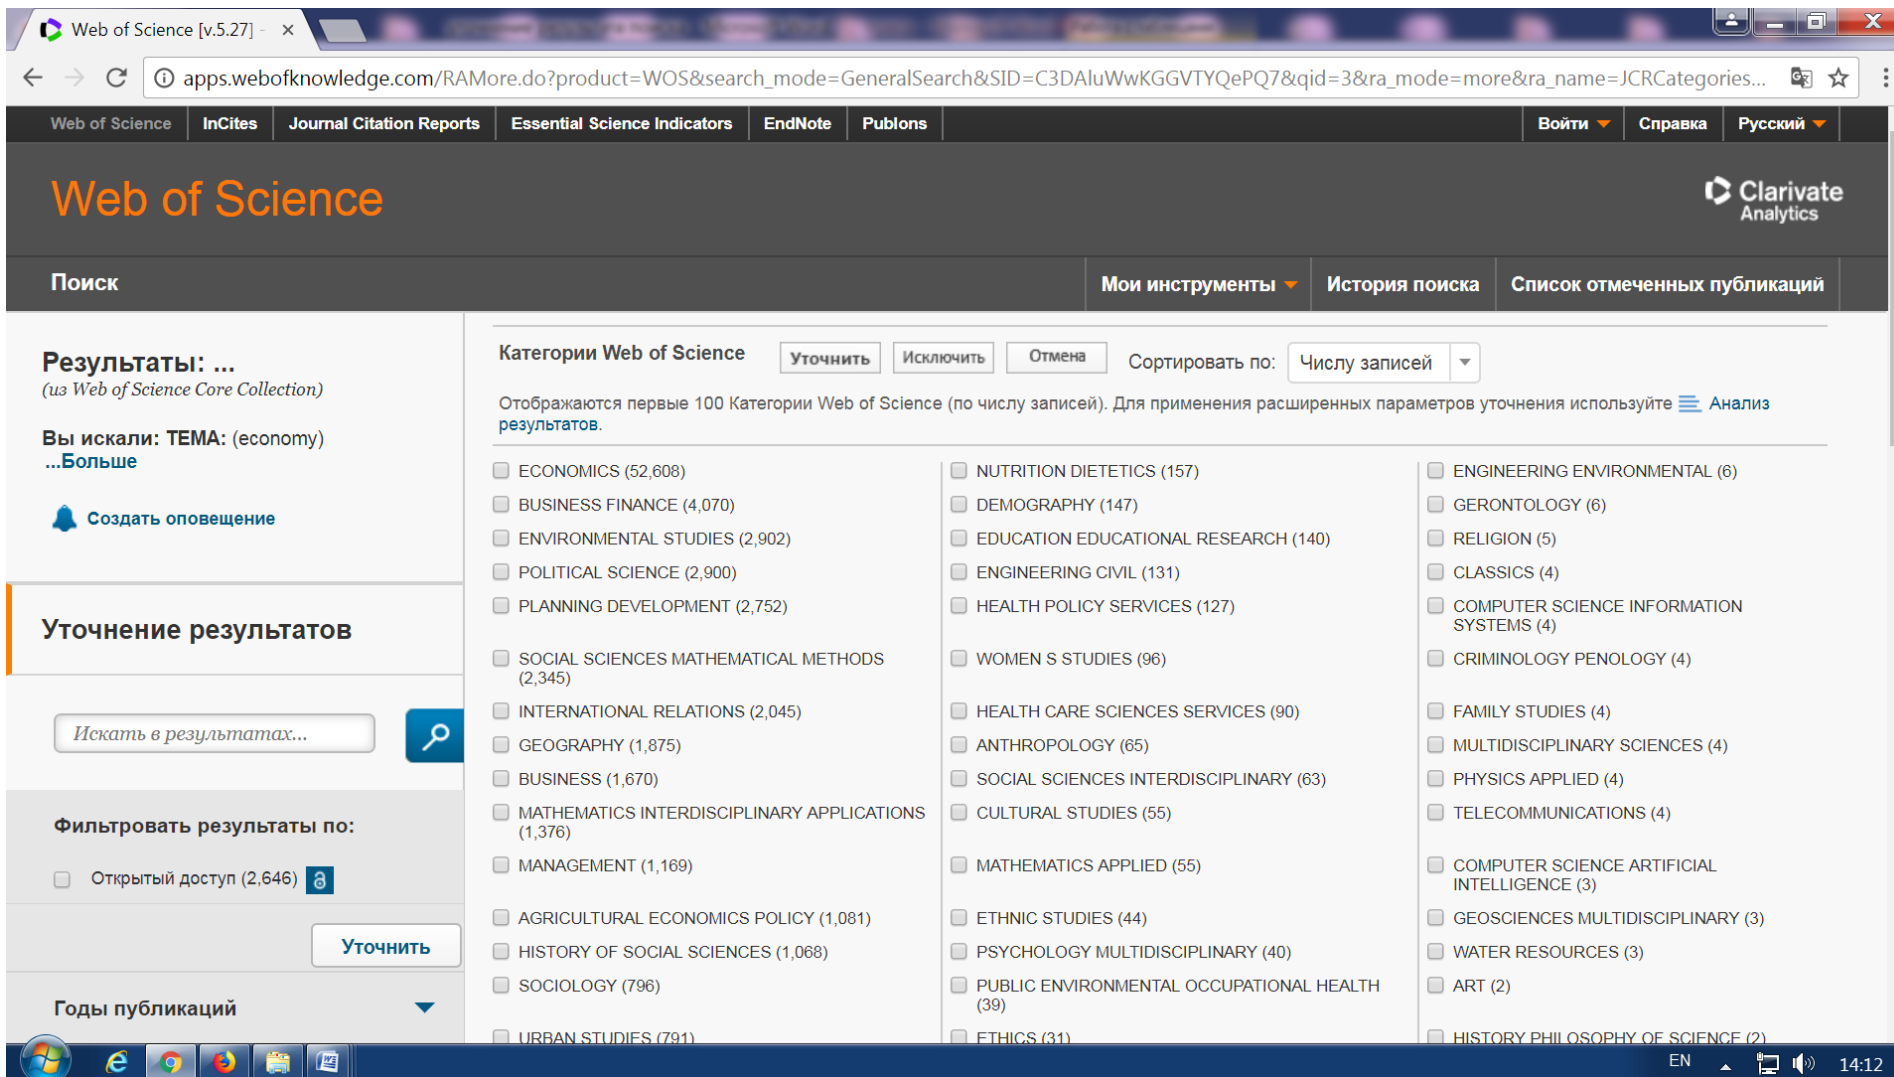 Web of Science [v.5.27] -
apps.webofknowledge.com/RAMore.do?product=WOS&search_mode=GeneralSearch&SID=C3DAluWwKGGVTYQePQ7&qid=3&ra_mode=more&ra_name=JCRCategories...
Web of Science InCites Journal Citation Reports Essential Science Indicators EndNote Publons Войти Справка Русский
Web of Science
Clarivate
Analytics
Поиск Мои инструменты История поиска Список отмеченных публикаций
Результаты: ...
(из Web of Science Core Collection)
Вы искали: ТЕМА: (economy)
...Больше
Создать оповещение
Уточнение результатов
Искать в результатах...
Фильтровать результаты по:
Открытый доступ (2,646)
Уточнить
Годы публикаций
Категории Web of Science Уточнить Исключить Отмена Сортировать по: Числу записей
Отображаются первые 100 Категории Web of Science (по числу записей). Для применения расширенных параметров уточнения используйте Анализ
результатов.
ECONOMICS (52,608)
BUSINESS FINANCE (4,070)
ENVIRONMENTAL STUDIES (2,902)
POLITICAL SCIENCE (2,900)
PLANNING DEVELOPMENT (2,752)
SOCIAL SCIENCES MATHEMATICAL METHODS
(2,345)
INTERNATIONAL RELATIONS (2,045)
GEOGRAPHY (1,875)
BUSINESS (1,670)
MATHEMATICS INTERDISCIPLINARY APPLICATIONS
(1,376)
MANAGEMENT (1,169)
AGRICULTURAL ECONOMICS POLICY (1,081)
HISTORY OF SOCIAL SCIENCES (1,068)
SOCIOLOGY (796)
URBAN STUDIES (791)
NUTRITION DIETETICS (157)
DEMOGRAPHY (147)
EDUCATION EDUCATIONAL RESEARCH (140)
ENGINEERING CIVIL (131)
HEALTH POLICY SERVICES (127)
WOMEN S STUDIES (96)
HEALTH CARE SCIENCES SERVICES (90)
ANTHROPOLOGY (65)
SOCIAL SCIENCES INTERDISCIPLINARY (63)
CULTURAL STUDIES (55)
MATHEMATICS APPLIED (55)
ETHNIC STUDIES (44)
PSYCHOLOGY MULTIDISCIPLINARY (40)
PUBLIC ENVIRONMENTAL OCCUPATIONAL HEALTH
(39)
ETHICS (31)
ENGINEERING ENVIRONMENTAL (6)
GERONTOLOGY (6)
RELIGION (5)
CLASSICS (4)
COMPUTER SCIENCE INFORMATION
SYSTEMS (4)
CRIMINOLOGY PENOLOGY (4)
FAMILY STUDIES (4)
MULTIDISCIPLINARY SCIENCES (4)
PHYSICS APPLIED (4)
TELECOMMUNICATIONS (4)
COMPUTER SCIENCE ARTIFICIAL
INTELLIGENCE (3)
GEOSCIENCES MULTIDISCIPLINARY (3)
WATER RESOURCES (3)
ART (2)
HISTORY PHILOSOPHY OF SCIENCE (2)
EN 14:12